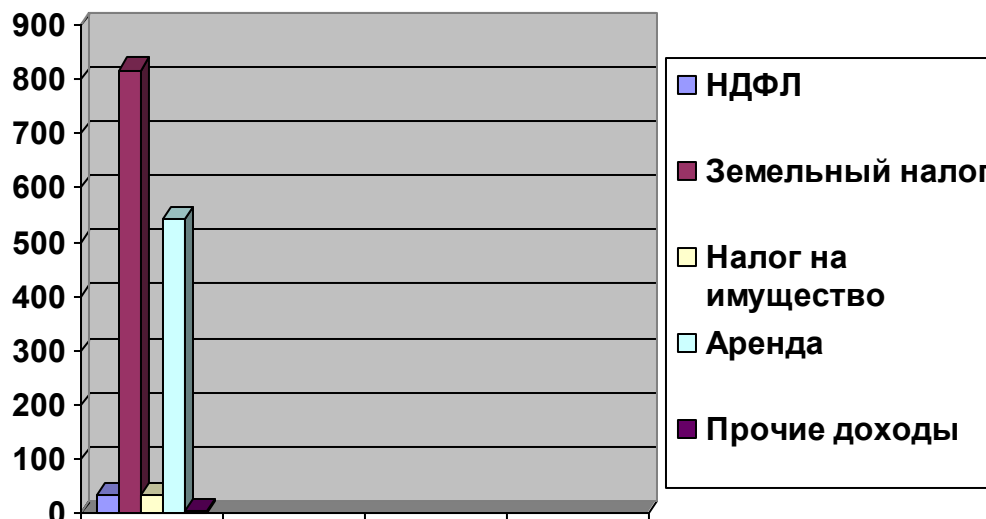 900
800
700
600
500
400
300
200
100
0
НДФЛ
Земельный налог
Налог на
имущество
Аренда
Прочие доходы